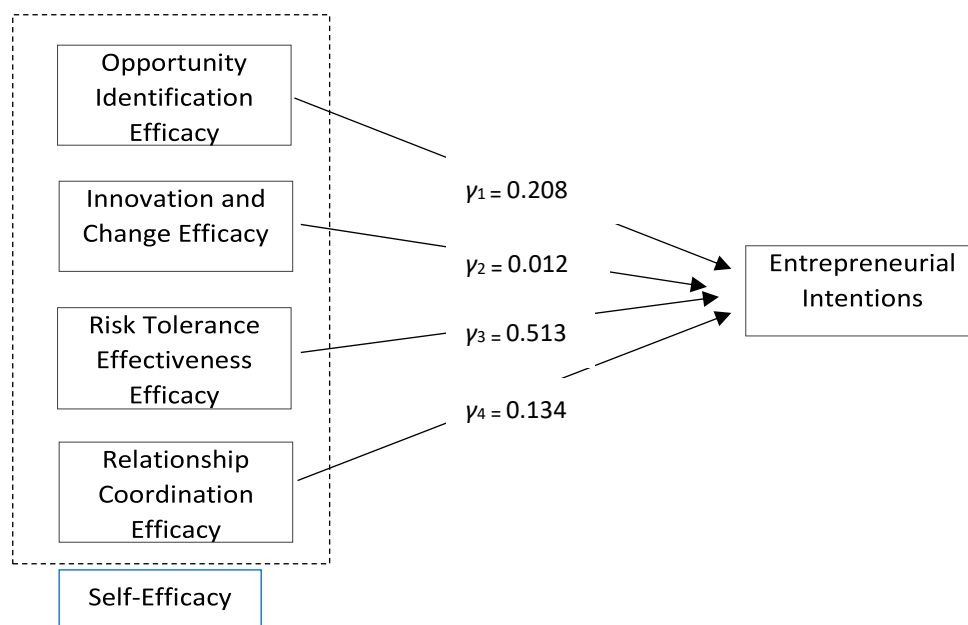 Opportunity
Identification
Efficacy
Innovation and
Change Efficacy
Risk Tolerance
Effectiveness
Efficacy
Relationship
Coordination
Efficacy
Self-Efficacy
γ1 = 0.208
γ2 = 0.012
γ3 = 0.513
γ4 = 0.134
Entrepreneurial
Intentions